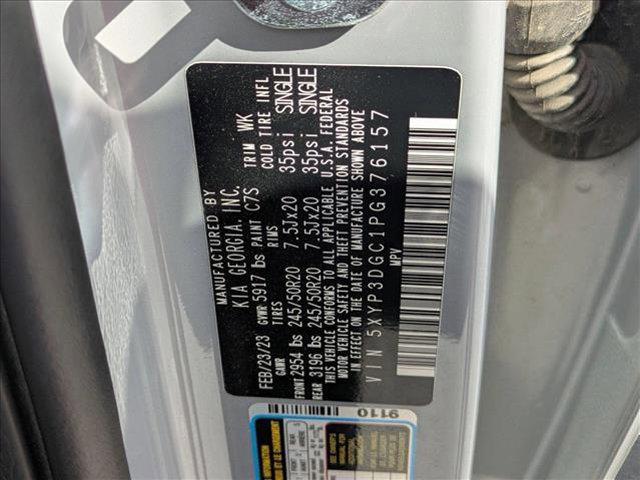 MANUFACTURED BY
KIA GEORGIA, INC.
FEB/23/23 GVWR 5917 lbs PAINT C7S TRIM WK
GAWR TIRES RIMS COLD TIRE INFL
FRONT 2954 lbs 245/50R20 7.5Jx20 35psi SINGLE
REAR 3196 lbs 245/50R20 7.5Jx20 35psi SINGLE
THIS VEHICLE CONFORMS TO ALL APPLICABLE U.S.A. FEDERAL
MOTOR VEHICLE SAFETY AND THEFT PREVENTION STANDARDS
IN EFFECT ON THE DATE OF MANUFACTURE SHOWN ABOVE
VIN 5XYP3DGC1PG376157
MPV
9110